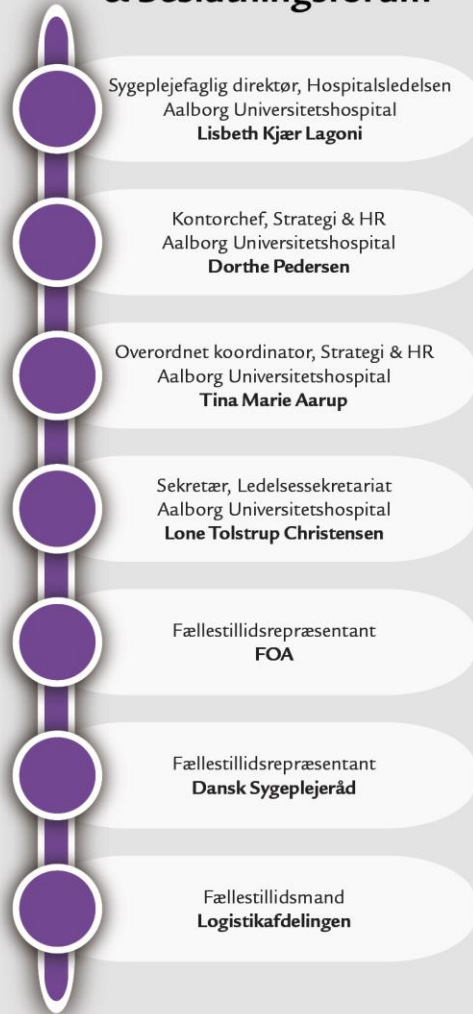 & Beslutningsforum
Sygeplejefaglig direktør, Hospitalsledelsen
Aalborg Universitetshospital
Lisbeth Kjær Lagoni
Kontorchef, Strategi & HR
Aalborg Universitetshospital
Dorthe Pedersen
Overordnet koordinator, Strategi & HR
Aalborg Universitetshospital
Tina Marie Aarup
Sekretær, Ledelsessekretariat
Aalborg Universitetshospital
Lone Tolstrup Christensen
Fællestillidsrepræsentant
FOA
Fællestillidsrepræsentant
Dansk Sygeplejeråd
Fællestillidsmand
Logistikafdelingen